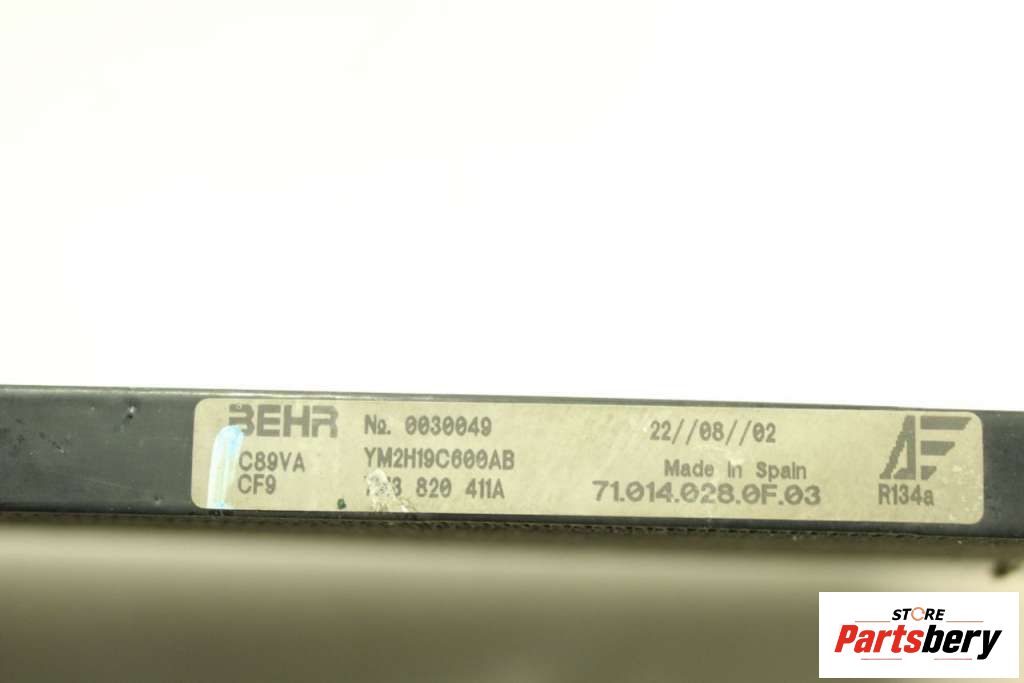 BEHR № 0030049 22//08//02
C89VA YM2H19C600AB Made In Spain
CF9 820 411A 71.014.028.0F.03 R134a
STORE
Partsbery